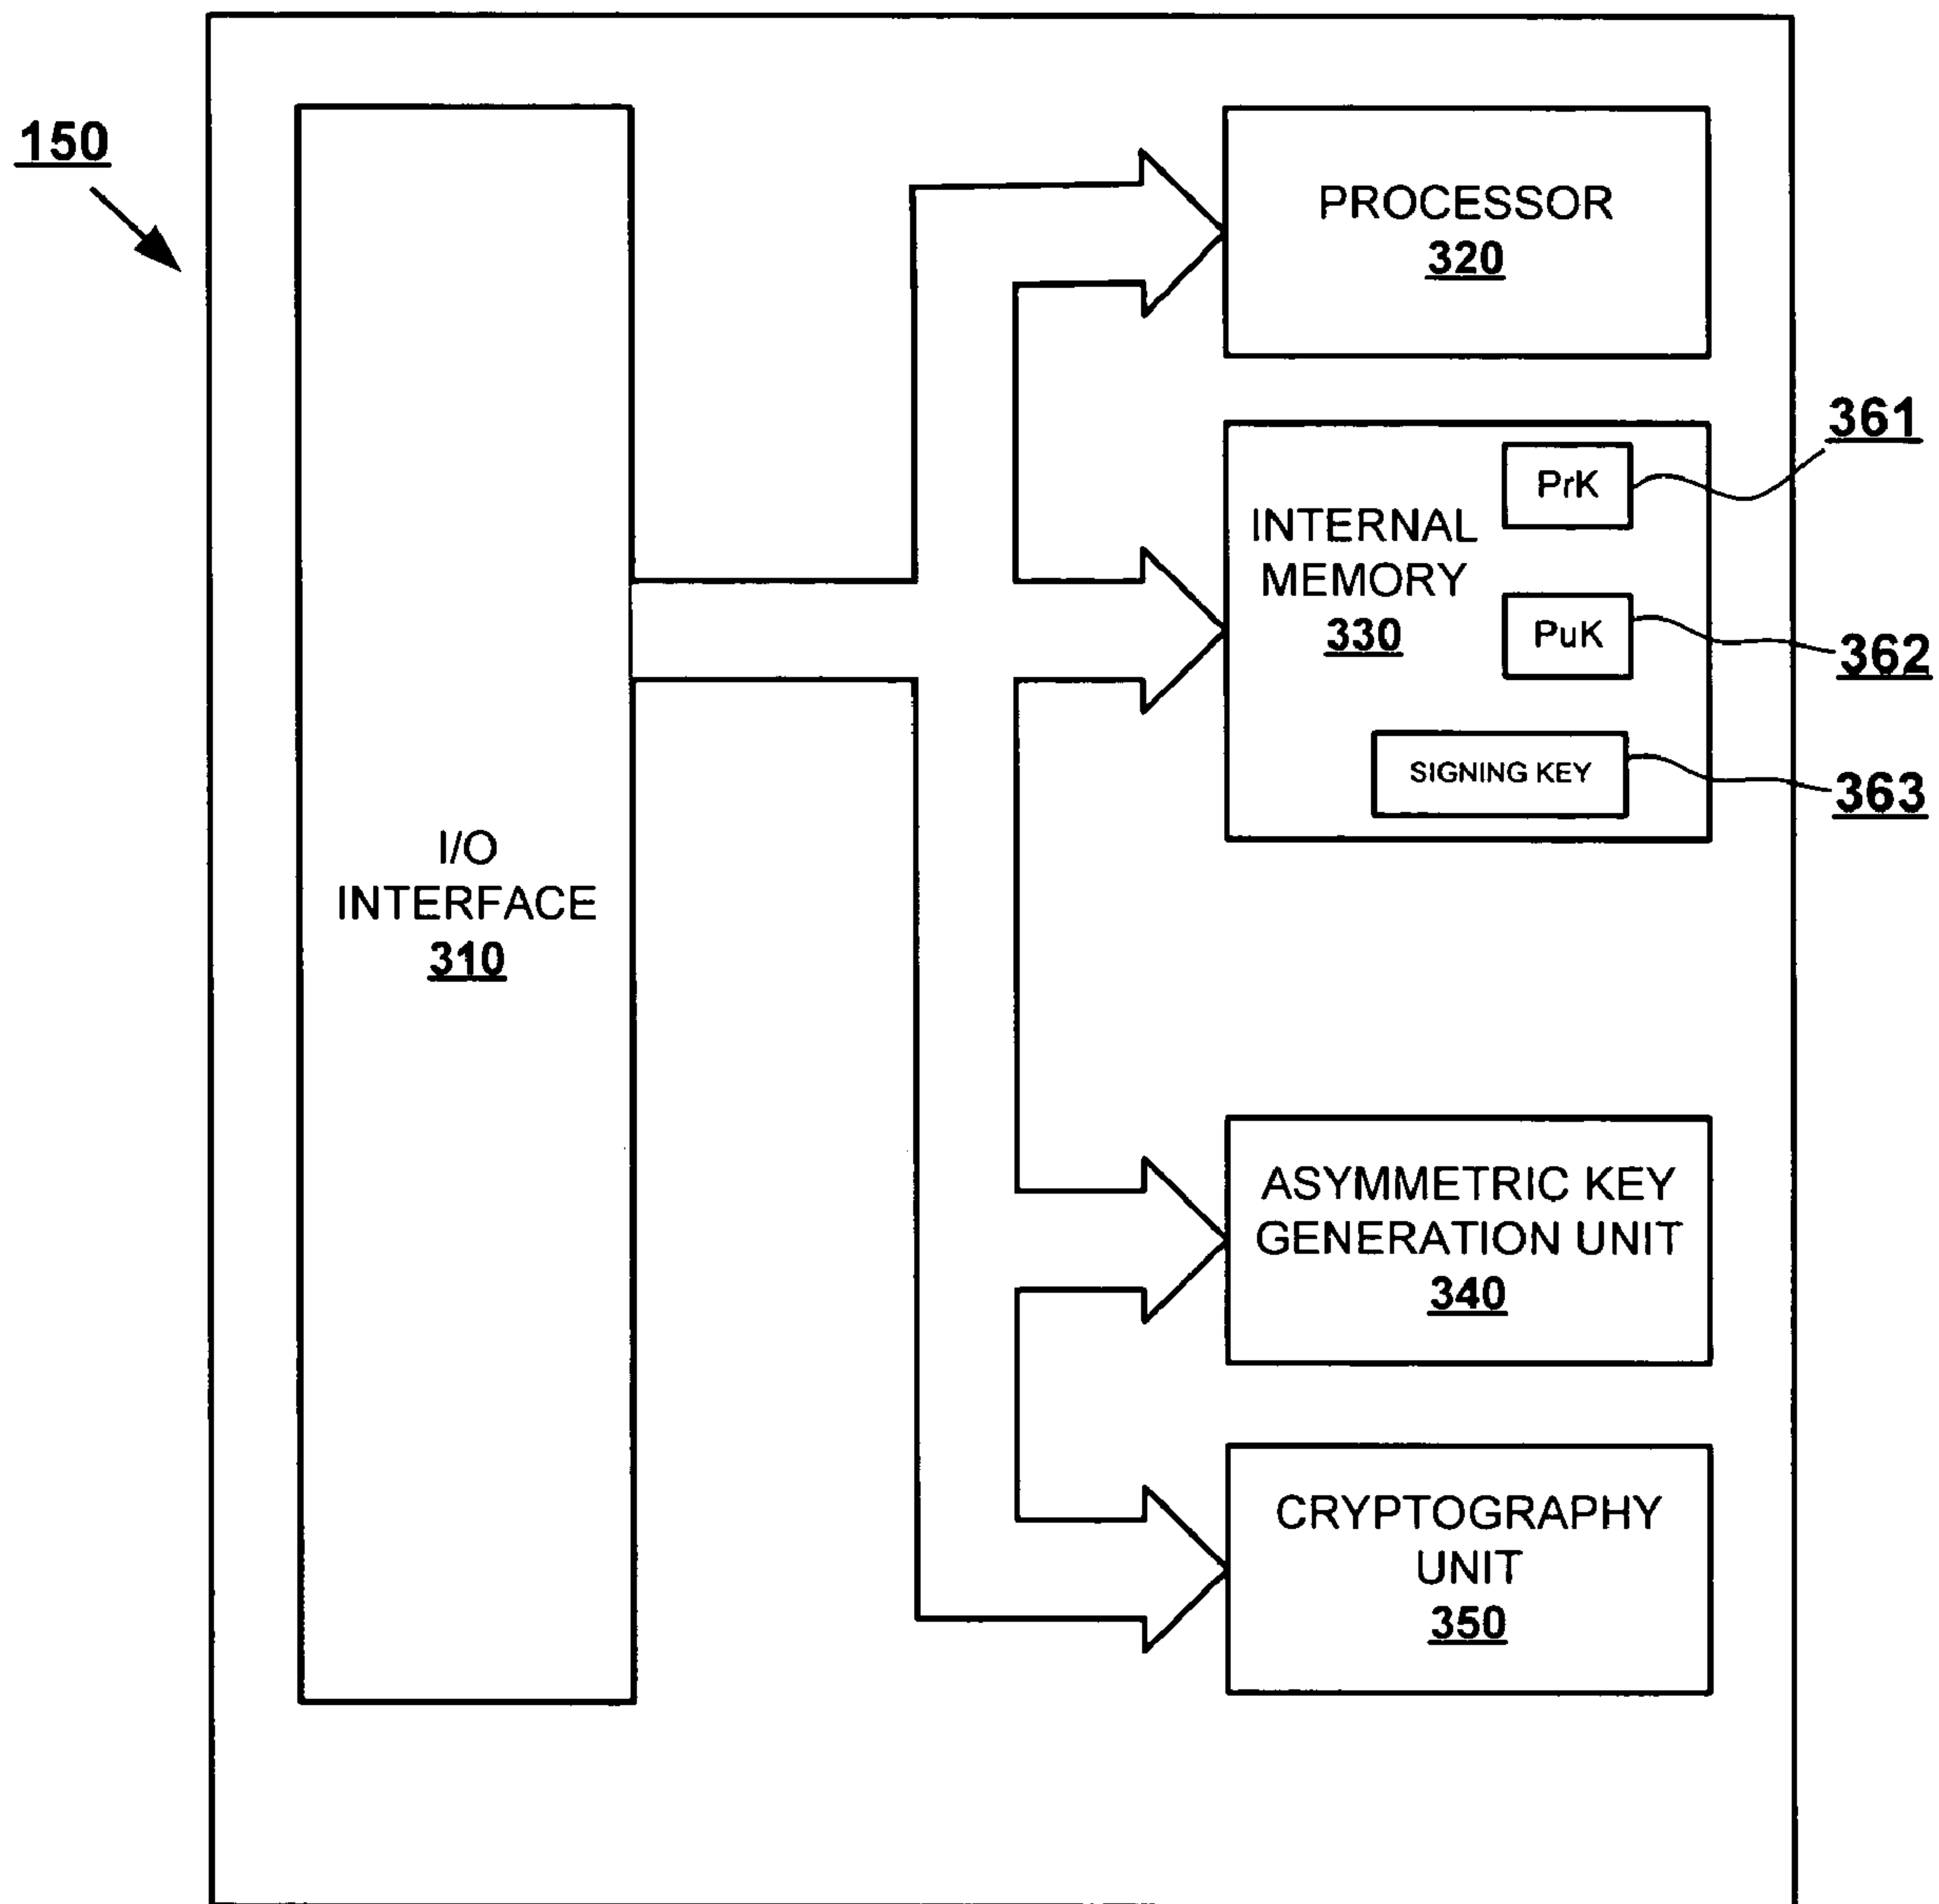 150
I/O
INTERFACE
310
PROCESSOR
320
INTERNAL
MEMORY
330
PrK
361
PuK
362
SIGNING KEY
363
ASYMMETRIC KEY
GENERATION UNIT
340
CRYPTOGRAPHY
UNIT
350